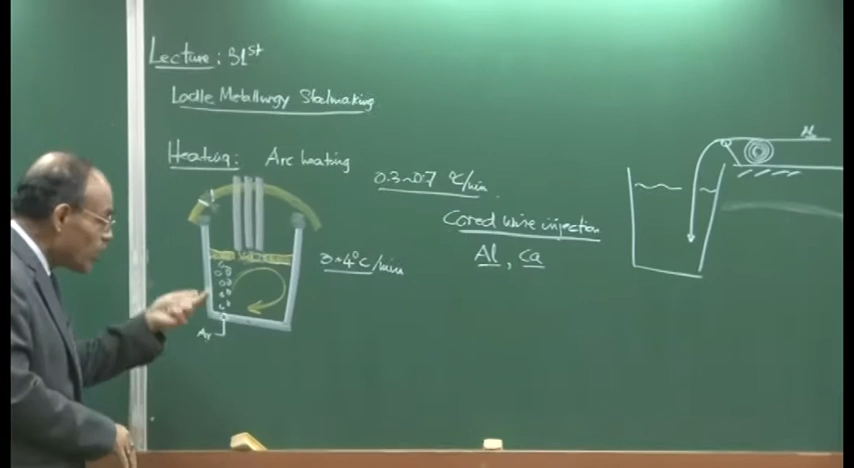 Lecture: 31st
Ladle Metallurgy Steelmaking
Heating: Arc heating
0.3~0.7 °C/min
Cored wire injection
Al, Ca
3~4°C/min
Ar
Al